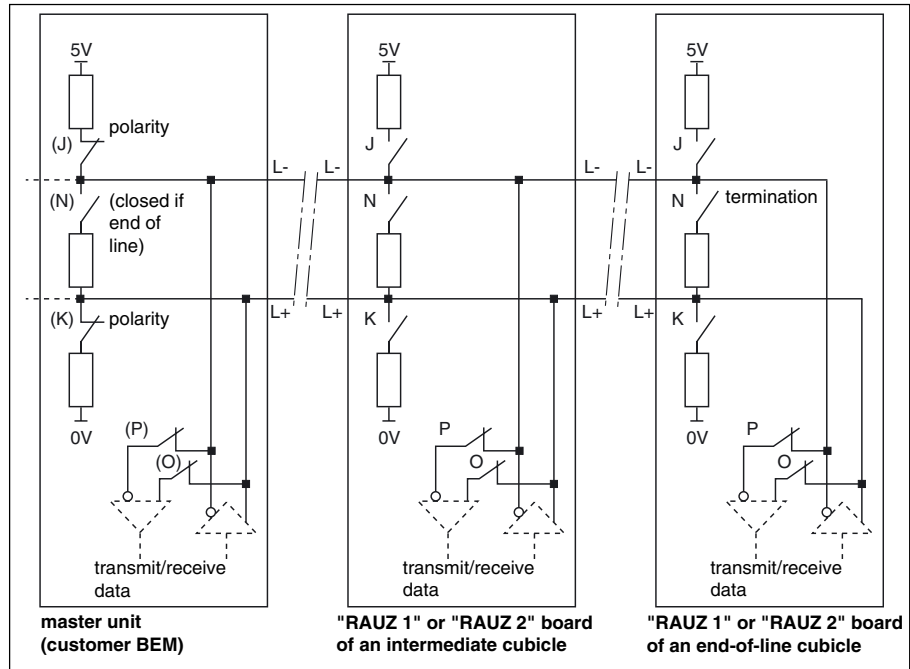 5V
(J)
polarity
L-
(N)
(closed if
end of
line)
(K)
polarity
L+
0V
(P)
(O)
transmit/receive
data
master unit
(customer BEM)
5V
J
L-
L-
N
L+
L+
K
0V
P
O
transmit/receive
data
"RAUZ 1" or "RAUZ 2" board
of an intermediate cubicle
5V
J
L-
N
termination
L+
K
0V
P
O
transmit/receive
data
"RAUZ 1" or "RAUZ 2" board
of an end-of-line cubicle